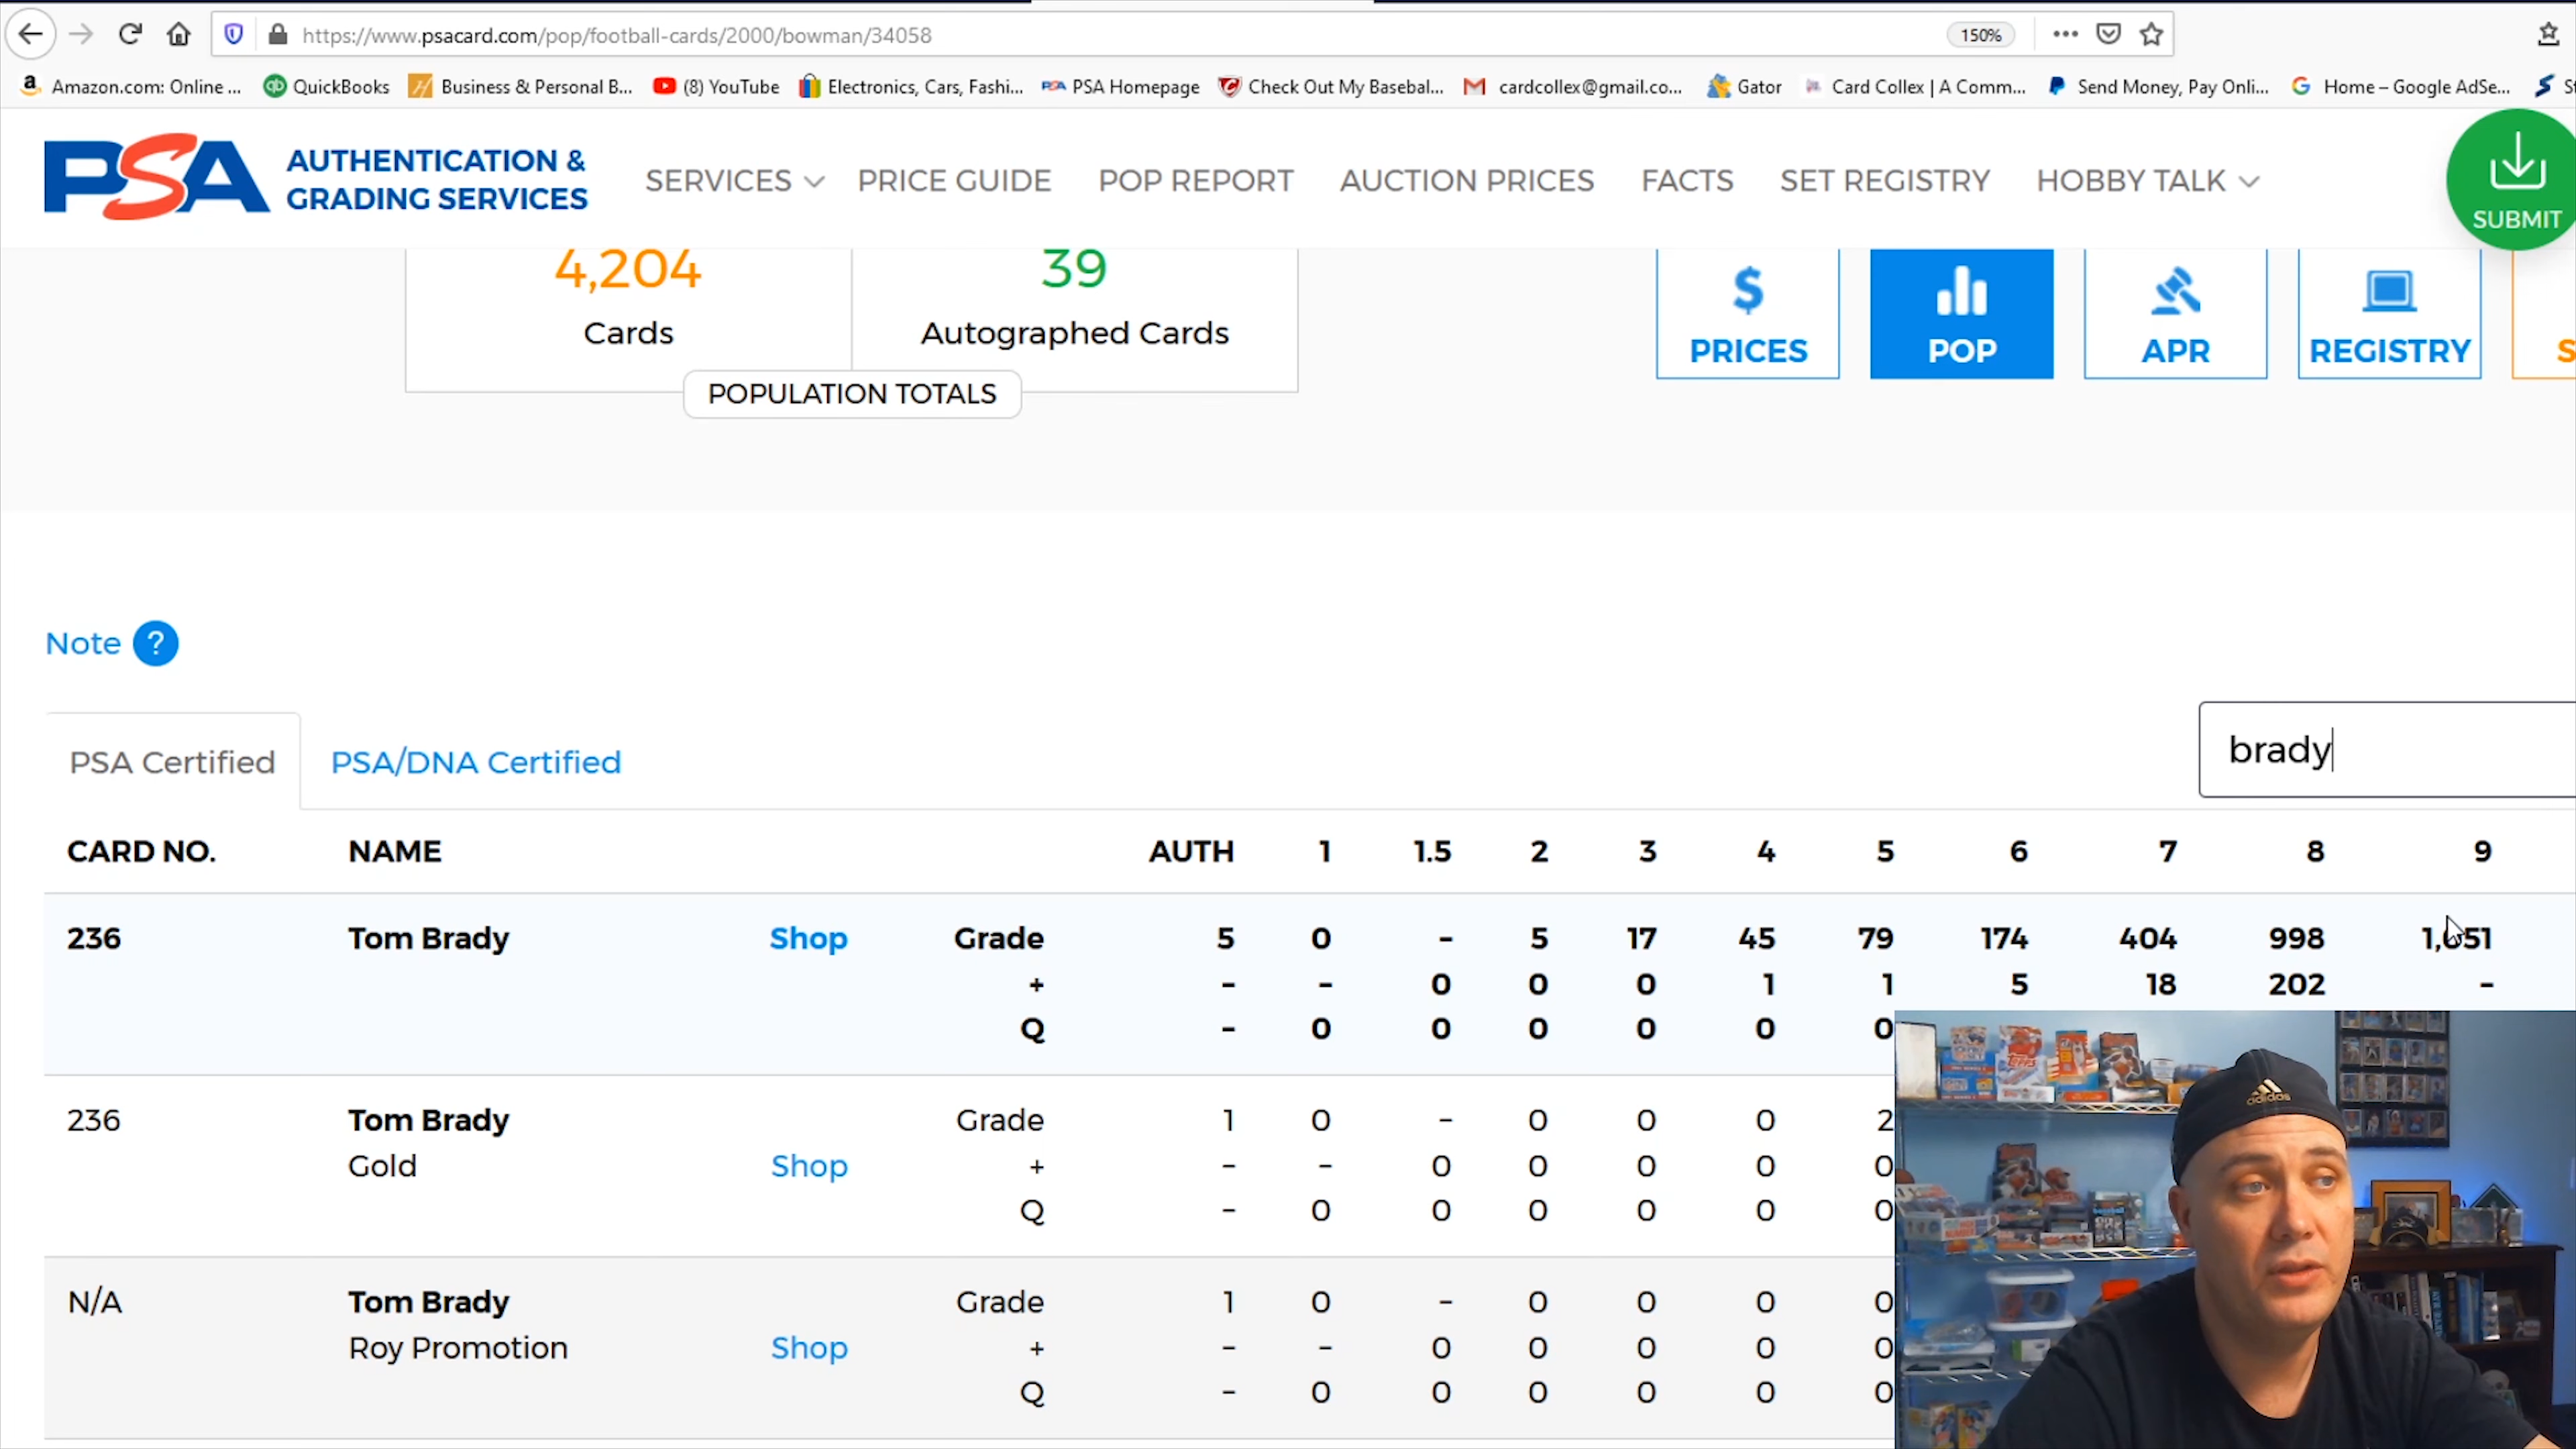 https://www.psacard.com/pop/football-cards/2000/bowman/34058 150%
Amazon.com: Online ... QuickBooks Business & Personal B... (8) YouTube Electronics, Cars, Fashi... PSA Homepage Check Out My Basebal... cardcollex@gmail.co... Gator Card Collex | A Comm... Send Money, Pay Onli... Home – Google AdSe...
PSA AUTHENTICATION & GRADING SERVICES SERVICES PRICE GUIDE POP REPORT AUCTION PRICES FACTS SET REGISTRY HOBBY TALK SUBMIT
4,204 39
Cards Autographed Cards
POPULATION TOTALS
PRICES POP APR REGISTRY
Note ?
PSA Certified PSA/DNA Certified brady
CARD NO. NAME AUTH 1 1.5 2 3 4 5 6 7 8 9
236 Tom Brady Shop Grade 5 0 - 5 17 45 79 174 404 998
+ - - 0 0 0 1 1 5 18 202 -
Q - 0 0 0 0 0 0
236 Tom Brady Grade 1 0 - 0 0 0 2
Gold Shop + - - 0 0 0 0 0
Q - 0 0 0 0 0 0
N/A Tom Brady Grade 1 0 - 0 0 0 0
Roy Promotion Shop + - - 0 0 0 0 0
Q - 0 0 0 0 0 0
adidas